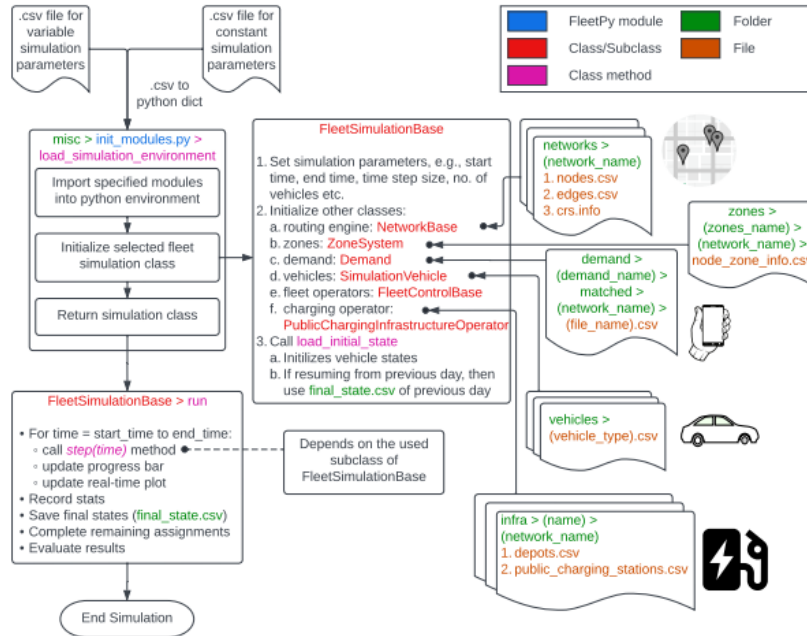 .csv file for
variable
simulation
parameters
.csv file for
constant
simulation
parameters
.csv to
python dict
FleetPy module
Class/Subclass
Class method
Folder
File
misc > init_modules.py >
load_simulation_environment
Import specified modules
into python environment
Initialize selected fleet
simulation class
Return simulation class
FleetSimulationBase
1. Set simulation parameters, e.g., start
time, end time, time step size, no. of
vehicles etc.
2. Initialize other classes:
a. routing engine: NetworkBase
b. zones: ZoneSystem
c. demand: Demand
d. vehicles: SimulationVehicle
e. fleet operators: FleetControlBase
f. charging operator:
PublicChargingInfrastructureOperator
3. Call load_initial_state
a. Initilizes vehicle states
b. If resuming from previous day, then
use final_state.csv of previous day
networks >
(network_name)
1. nodes.csv
2. edges.csv
3. crs.info
zones >
(zones_name) >
(network_name) >
node_zone_info.csv
demand >
(demand_name) >
matched >
(network_name) >
(file_name).csv
vehicles >
(vehicle_type).csv
infra > (name) >
(network_name)
1. depots.csv
2. public_charging_stations.csv
FleetSimulationBase > run
• For time = start_time to end_time:
◦ call step(time) method
◦ update progress bar
◦ update real-time plot
• Record stats
• Save final states (final_state.csv)
• Complete remaining assignments
• Evaluate results
Depends on the used
subclass of
FleetSimulationBase
End Simulation